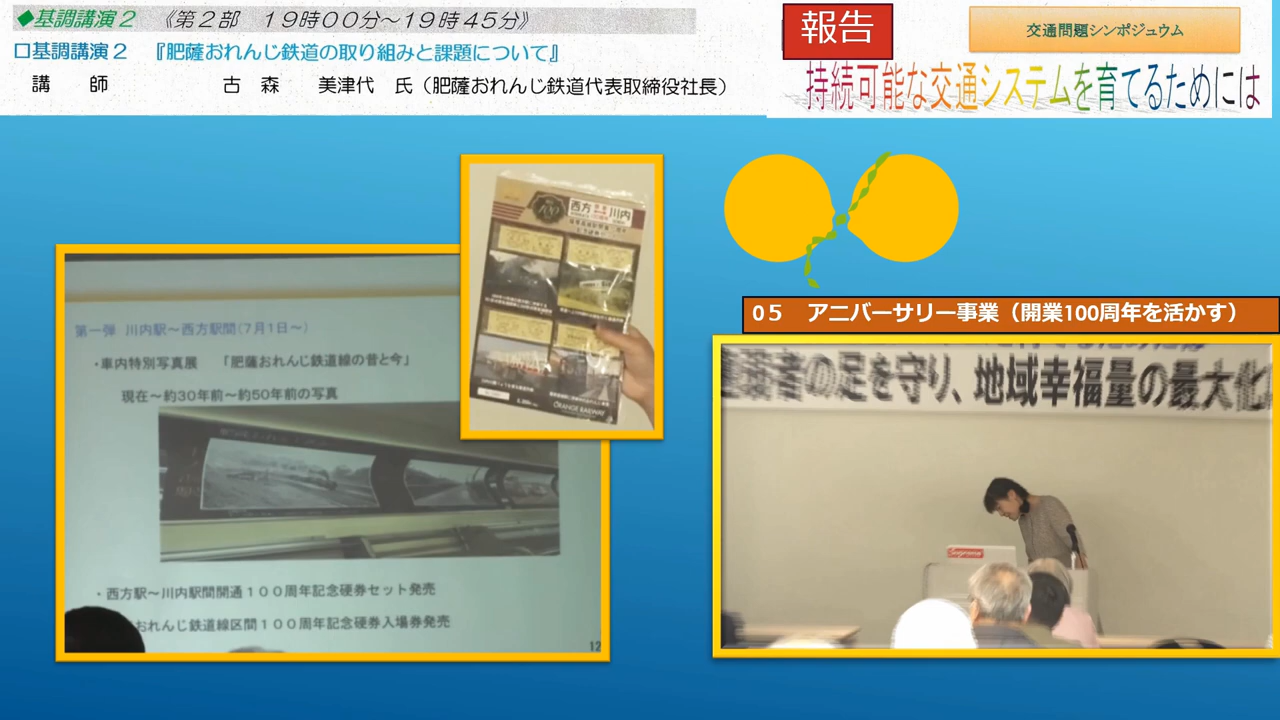 ◆基調講演２　《第２部　１９時００分～１９時４５分》
□基調講演２　『肥薩おれんじ鉄道の取り組みと課題について』
講　師　　古　森　美津代　氏（肥薩おれんじ鉄道代表取締役社長）
報告
交通問題シンポジュウム
持続可能な交通システムを育てるためには
西方
川内
ORANGE RAILWAY
第一弾　川内駅～西方駅間（7月1日～）
・車内特別写真展　「肥薩おれんじ鉄道線の昔と今」
現在～約30年前～約50年前の写真
・西方駅～川内駅間開通１００周年記念硬券セット発売
おれんじ鉄道線区間１００周年記念硬券入場券発売
12
０５　アニバーサリー事業（開業100周年を活かす）
者の足を守り、地域幸福量の最大化